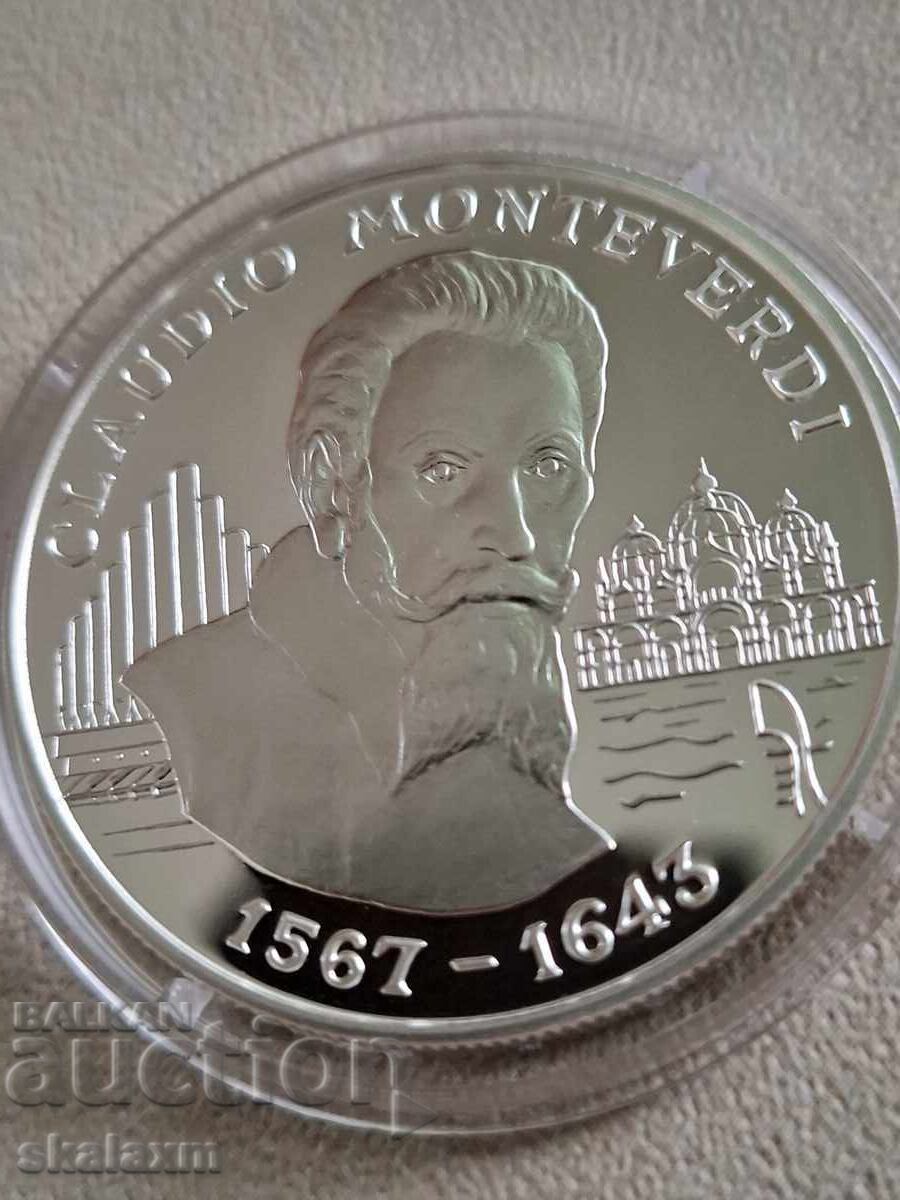 CLAUDIO MONTEVERDI
1567-1643
BALKAN
auction
skalaxm